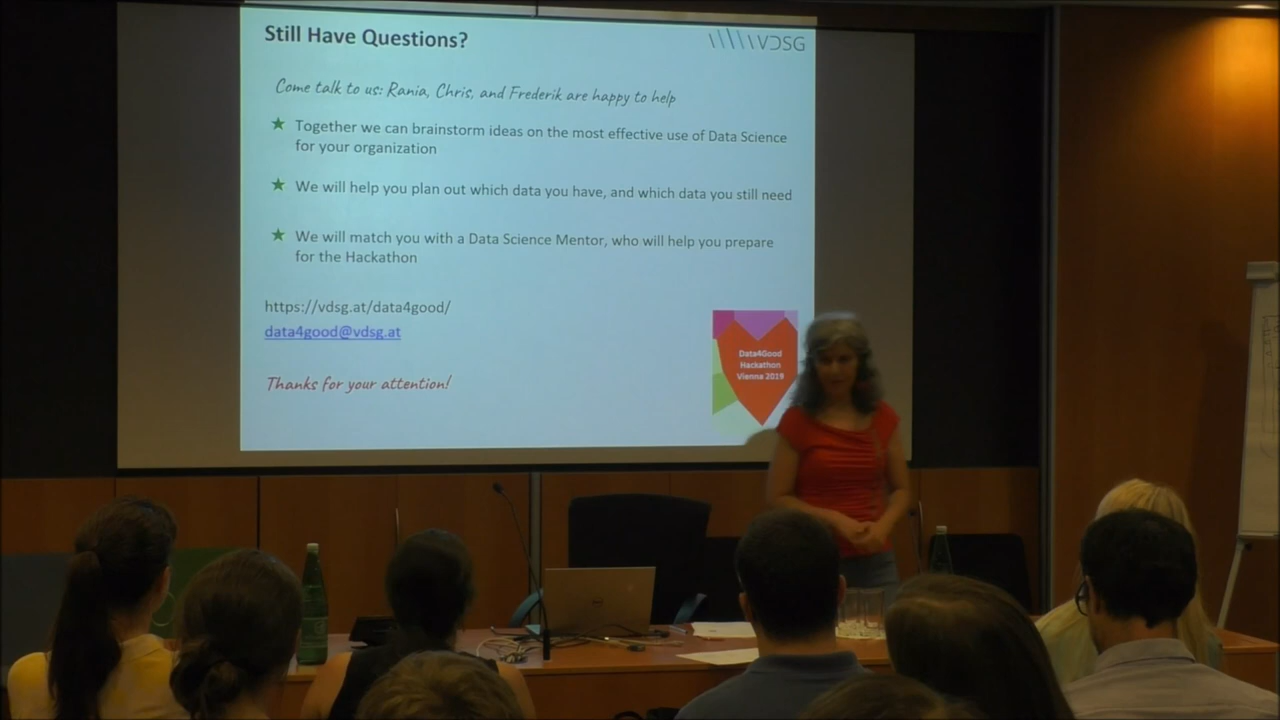 Still Have Questions?
VDSG
Come talk to us: Rania, Chris, and Frederik are happy to help
Together we can brainstorm ideas on the most effective use of Data Science
for your organization
We will help you plan out which data you have, and which data you still need
We will match you with a Data Science Mentor, who will help you prepare
for the Hackathon
https://vdsg.at/data4good/
data4good@vdsg.at
Data4Good
Hackathon
Vienna 2019
Thanks for your attention!